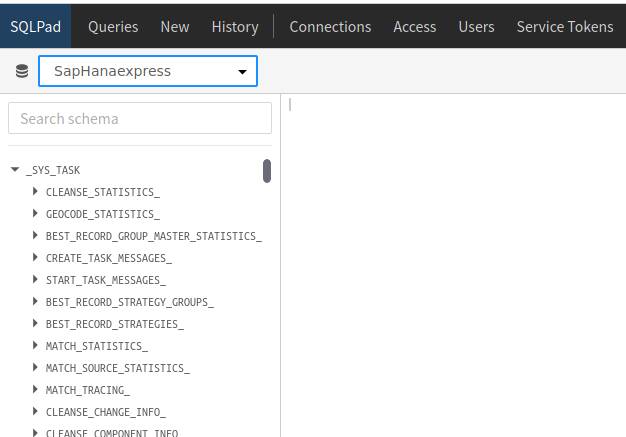 SQLPad Queries New History Connections Access Users Service Tokens
SapHanaexpress
Search schema
_SYS_TASK
CLEANSE_STATISTICS_
GEOCODE_STATISTICS_
BEST_RECORD_GROUP_MASTER_STATISTICS_
CREATE_TASK_MESSAGES_
START_TASK_MESSAGES_
BEST_RECORD_STRATEGY_GROUPS_
BEST_RECORD_STRATEGIES_
MATCH_STATISTICS_
MATCH_SOURCE_STATISTICS_
MATCH_TRACING_
CLEANSE_CHANGE_INFO_
CLEANSE_COMPONENT_INFO_